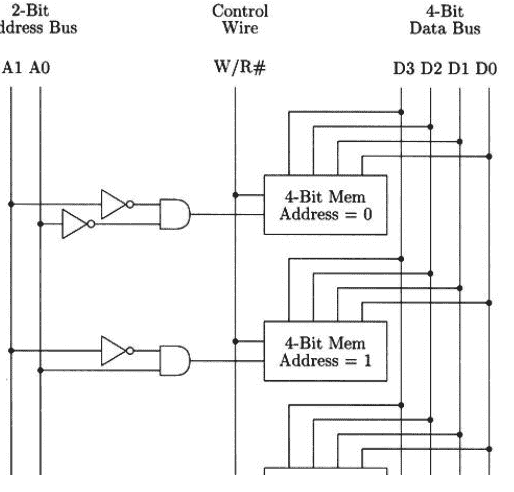 2-Bit
ddress Bus
Control
Wire
4-Bit
Data Bus
A1 A0
W/R#
D3 D2 D1 D0
4-Bit Mem
Address = 0
4-Bit Mem
Address = 1